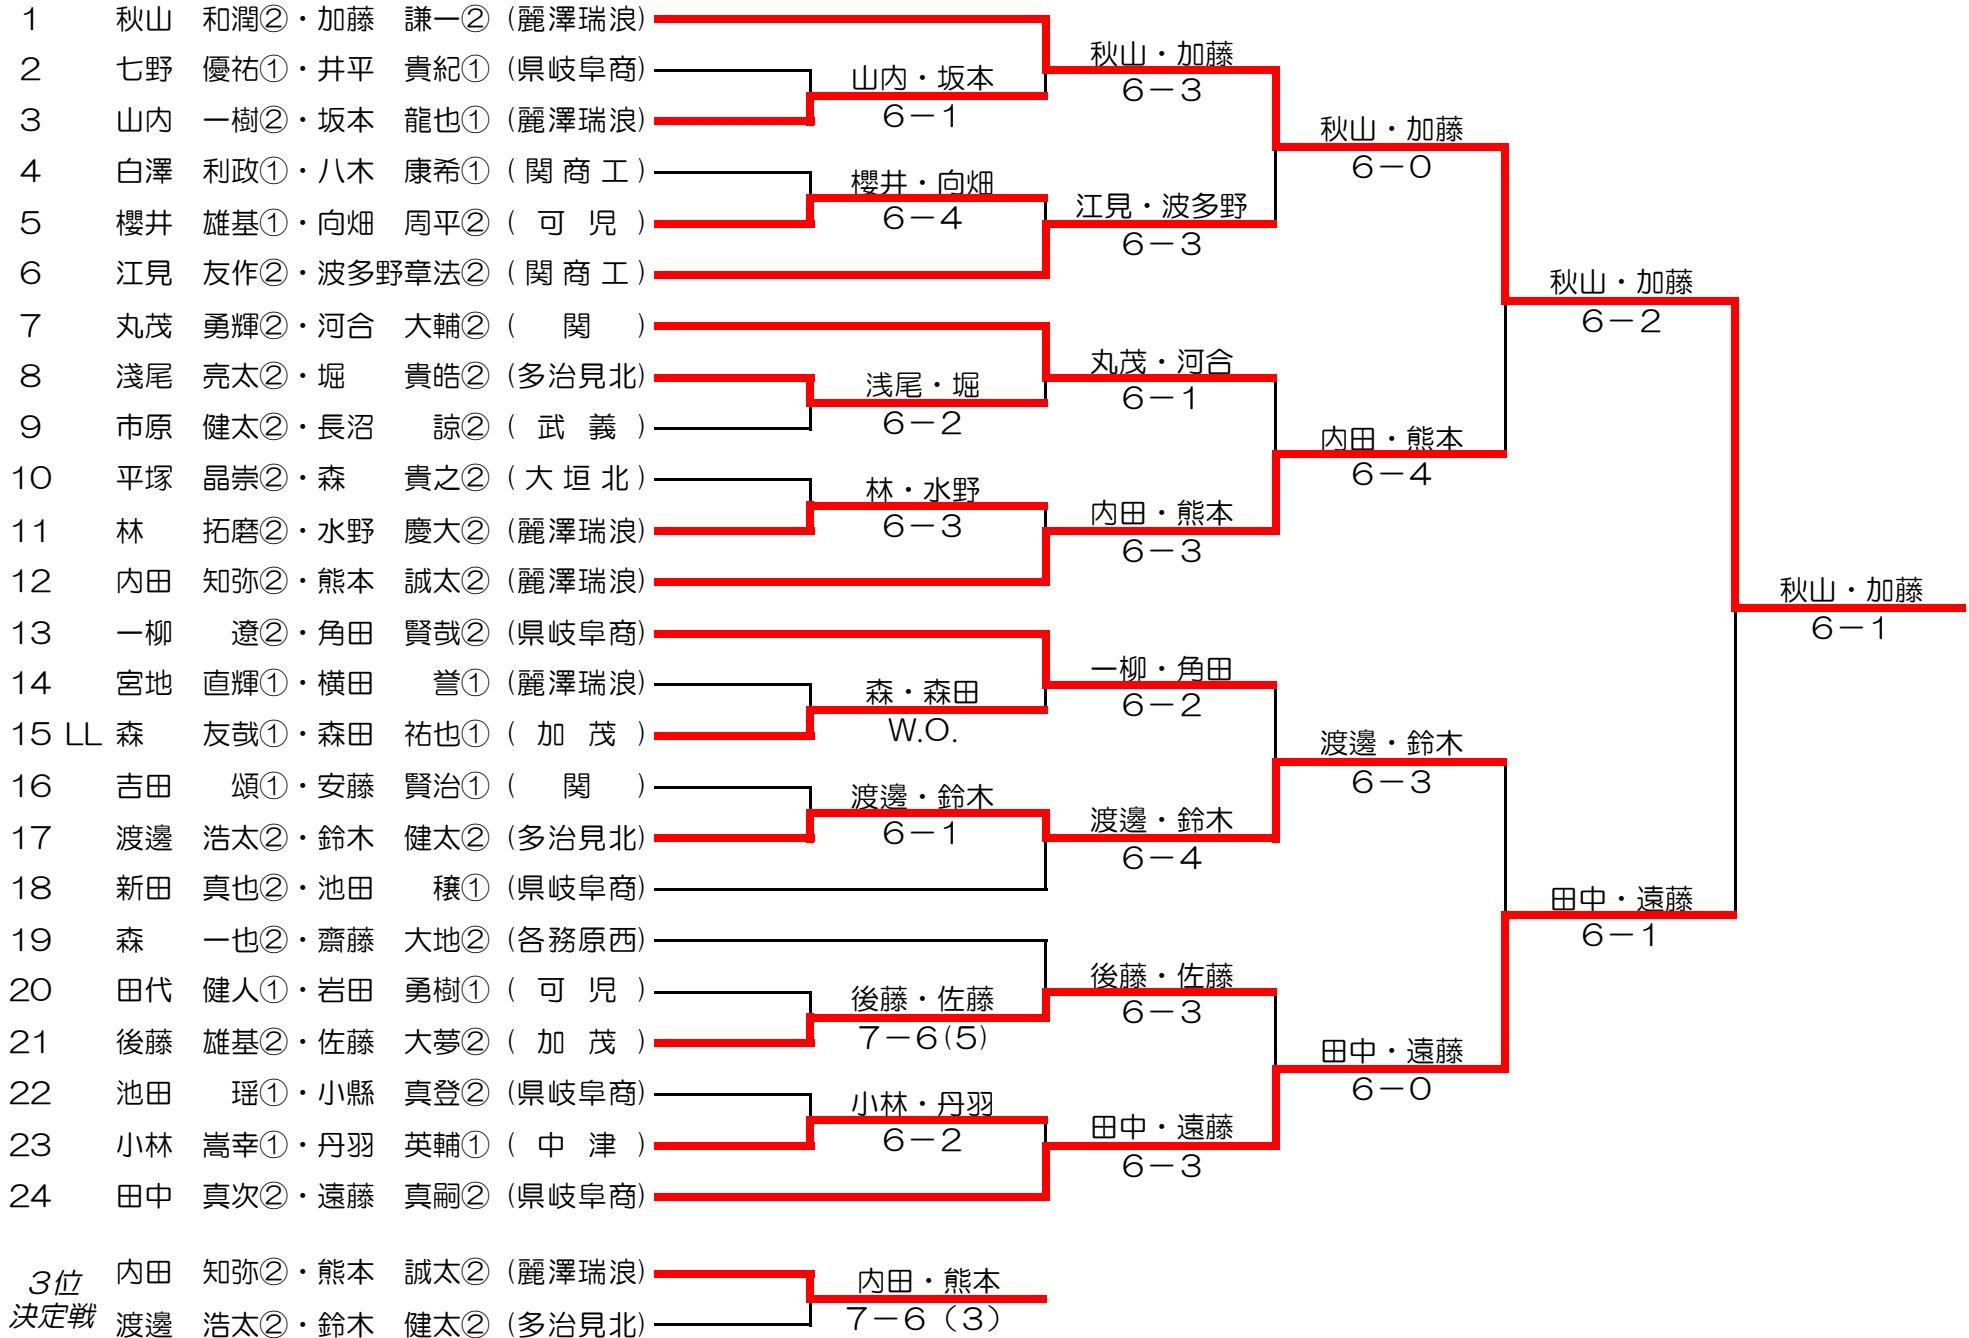 1 秋山 和潤②・加藤 謙一② (麗澤瑞浪)
2 七野 優祐①・井平 貴紀① (県岐阜商)
3 山内 一樹②・坂本 龍也① (麗澤瑞浪)
4 白澤 利政①・八木 康希① (関商工)
5 櫻井 雄基①・向畑 周平② (可児)
6 江見 友作②・波多野章法② (関商工)
7 丸茂 勇輝②・河合 大輔② (関)
8 淺尾 亮太②・堀 貴皓② (多治見北)
9 市原 健太②・長沼 諒② (武義)
10 平塚 晶崇②・森 貴之② (大垣北)
11 林 拓磨②・水野 慶大② (麗澤瑞浪)
12 内田 知弥②・熊本 誠太② (麗澤瑞浪)
13 一柳 遼②・角田 賢哉② (県岐阜商)
14 宮地 直輝①・横田 誉① (麗澤瑞浪)
15 LL 森 友哉①・森田 祐也① (加茂)
16 吉田 頌①・安藤 賢治① (関)
17 渡邊 浩太②・鈴木 健太② (多治見北)
18 新田 真也②・池田 穣① (県岐阜商)
19 森 一也②・齋藤 大地② (各務原西)
20 田代 健人①・岩田 勇樹① (可児)
21 後藤 雄基②・佐藤 大夢② (加茂)
22 池田 瑶①・小縣 真登② (県岐阜商)
23 小林 嵩幸①・丹羽 英輔① (中津)
24 田中 真次②・遠藤 真嗣② (県岐阜商)
山内・坂本
6−1
櫻井・向畑
6−4
浅尾・堀
6−2
林・水野
6−3
森・森田
W.O.
渡邊・鈴木
6−1
後藤・佐藤
7−6(5)
小林・丹羽
6−2
秋山・加藤
6−3
江見・波多野
6−3
丸茂・河合
6−1
内田・熊本
6−3
一柳・角田
6−2
渡邊・鈴木
6−4
後藤・佐藤
6−3
田中・遠藤
6−3
秋山・加藤
6−0
内田・熊本
6−4
渡邊・鈴木
6−3
田中・遠藤
6−0
秋山・加藤
6−2
田中・遠藤
6−1
秋山・加藤
6−1
3位
決定戦
内田 知弥②・熊本 誠太② (麗澤瑞浪)
渡邊 浩太②・鈴木 健太② (多治見北)
内田・熊本
7−6（3）